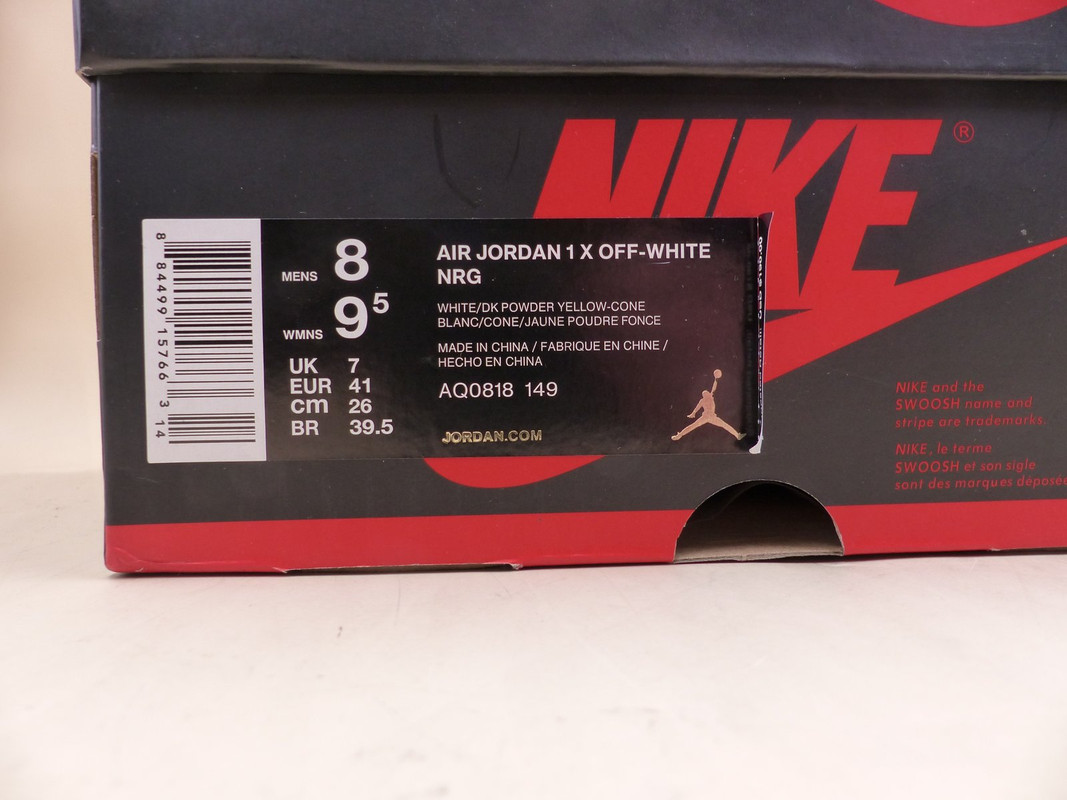 NIKE ®
8 84499 15766 3 14
MENS 8
WMNS 9⁵
UK 7
EUR 41
cm 26
BR 39.5
AIR JORDAN 1 X OFF-WHITE
NRG
WHITE/DK POWDER YELLOW-CONE
BLANC/CONE/JAUNE POUDRE FONCE
MADE IN CHINA / FABRIQUE EN CHINE /
HECHO EN CHINA
AQ0818 149
JORDAN.COM
NIKE and the
SWOOSH name and
stripe are trademarks.
NIKE, le terme
SWOOSH et son sigle
sont des marques déposé